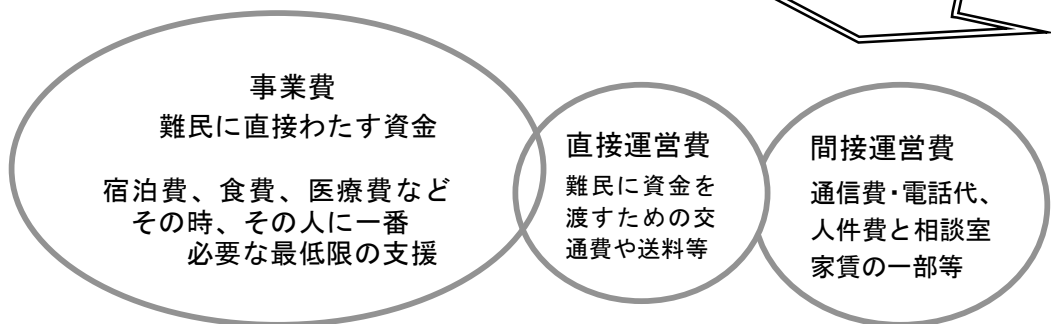 事業費
難民に直接わたす資金
宿泊費、食費、医療費など
その時、その人に一番
必要な最低限の支援
直接運営費
難民に資金を
渡すための交
通費や送料等
間接運営費
通信費・電話代、
人件費と相談室
家賃の一部等